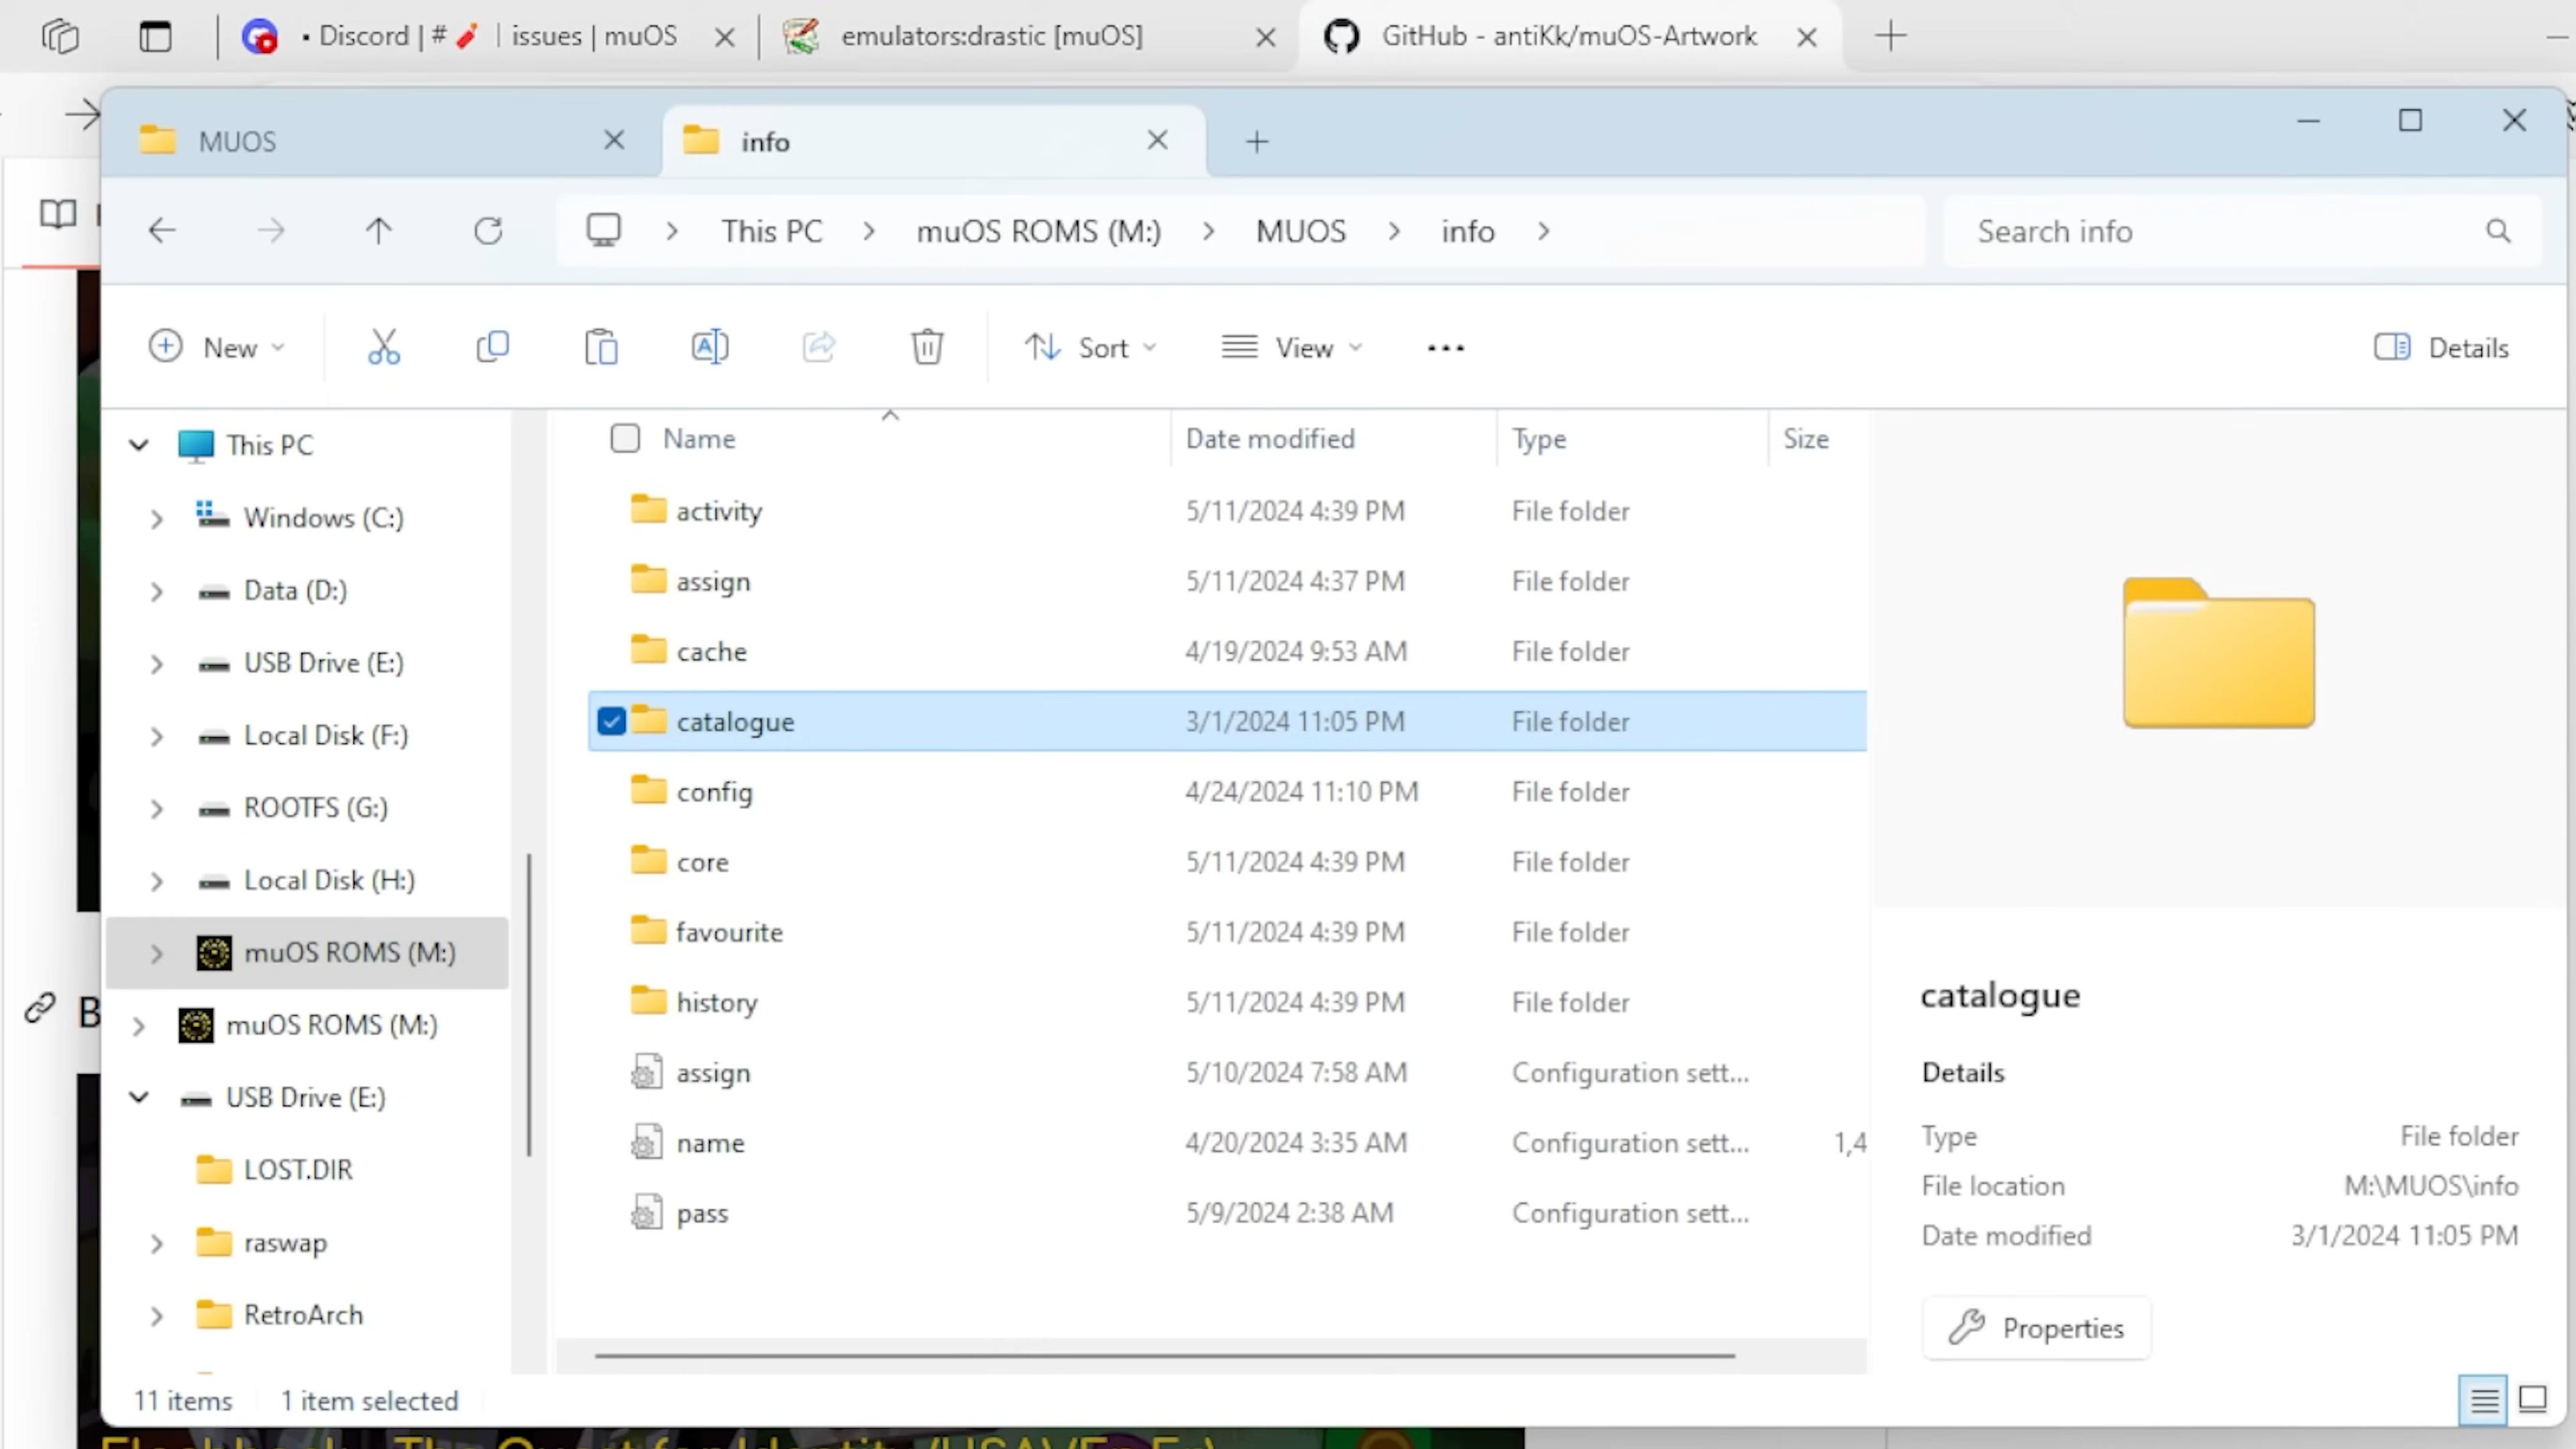 • Discord | # | issues | muOS
emulators:drastic [muOS]
GitHub - antiKk/muOS-Artwork
MUOS
info
This PC > muOS ROMS (M:) > MUOS > info >
Search info
New
Sort
View
Details
This PC
Windows (C:)
Data (D:)
USB Drive (E:)
Local Disk (F:)
ROOTFS (G:)
Local Disk (H:)
muOS ROMS (M:)
muOS ROMS (M:)
USB Drive (E:)
LOST.DIR
raswap
RetroArch
Name Date modified Type Size
activity 5/11/2024 4:39 PM File folder
assign 5/11/2024 4:37 PM File folder
cache 4/19/2024 9:53 AM File folder
catalogue 3/1/2024 11:05 PM File folder
config 4/24/2024 11:10 PM File folder
core 5/11/2024 4:39 PM File folder
favourite 5/11/2024 4:39 PM File folder
history 5/11/2024 4:39 PM File folder
assign 5/10/2024 7:58 AM Configuration sett...
name 4/20/2024 3:35 AM Configuration sett... 1,4
pass 5/9/2024 2:38 AM Configuration sett...
catalogue
Details
Type File folder
File location M:\MUOS\info
Date modified 3/1/2024 11:05 PM
Properties
11 items 1 item selected
B